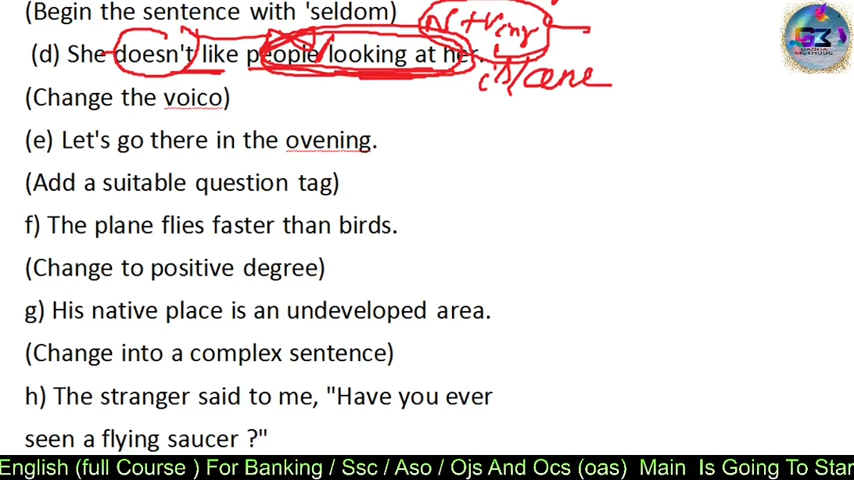 (Begin the sentence with 'seldom)
(d) She doesn't like people looking at her.
(Change the voico)
(e) Let's go there in the ovening.
(Add a suitable question tag)
f) The plane flies faster than birds.
(Change to positive degree)
g) His native place is an undeveloped area.
(Change into a complex sentence)
h) The stranger said to me, "Have you ever
seen a flying saucer ?"
English (full Course ) For Banking / Ssc / Aso / Ojs And Ocs (oas)  Main  Is Going To Star